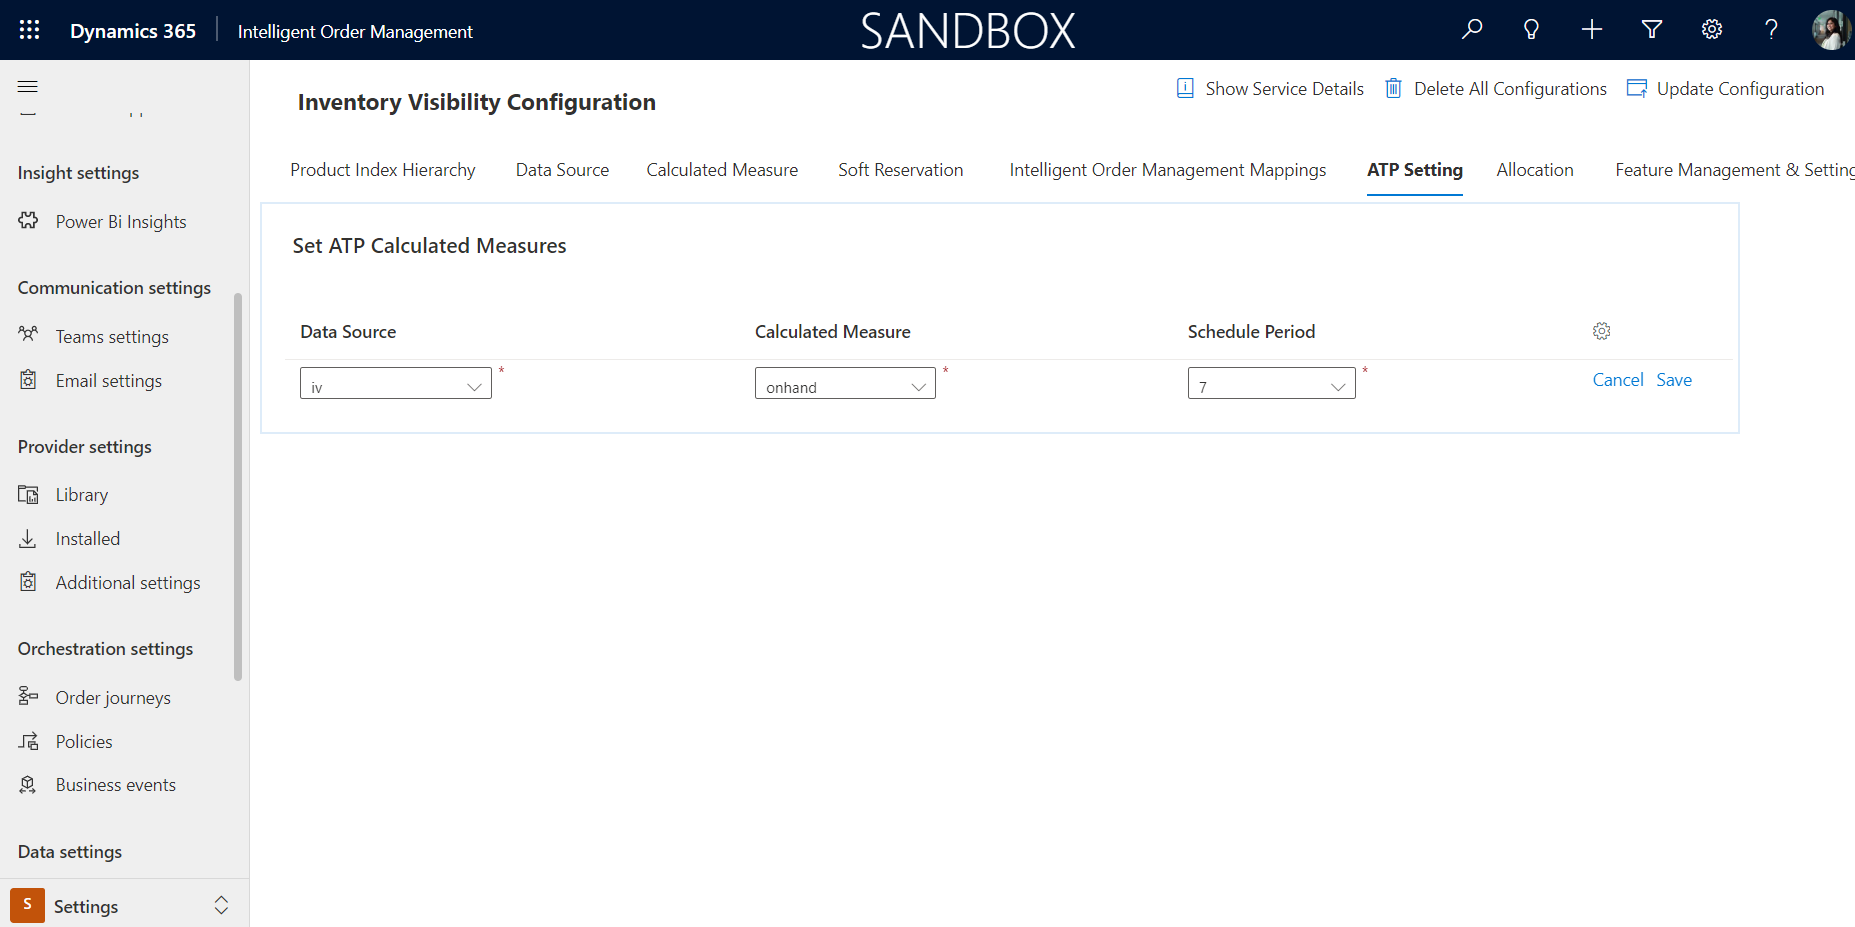 Dynamics 365
Intelligent Order Management
SANDBOX
Inventory Visibility Configuration
Show Service Details
Delete All Configurations
Update Configuration
Product Index Hierarchy
Data Source
Calculated Measure
Soft Reservation
Intelligent Order Management Mappings
ATP Setting
Allocation
Feature Management & Setting
Set ATP Calculated Measures
Data Source
Calculated Measure
Schedule Period
iv *
onhand *
7 *
Cancel Save
Insight settings
Power Bi Insights
Communication settings
Teams settings
Email settings
Provider settings
Library
Installed
Additional settings
Orchestration settings
Order journeys
Policies
Business events
Data settings
S Settings